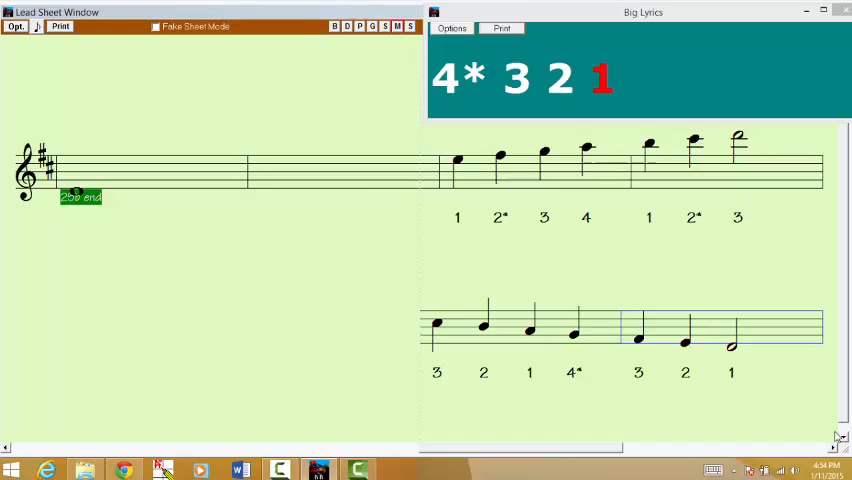 Lead Sheet Window
Big Lyrics
Opt. Print Fake Sheet Mode B D P G S M S
Options Print
4* 3 2 1
256 end
1 2* 3 4 1 2* 3
3 2 1 4* 3 2 1
4:54 PM
1/11/2015